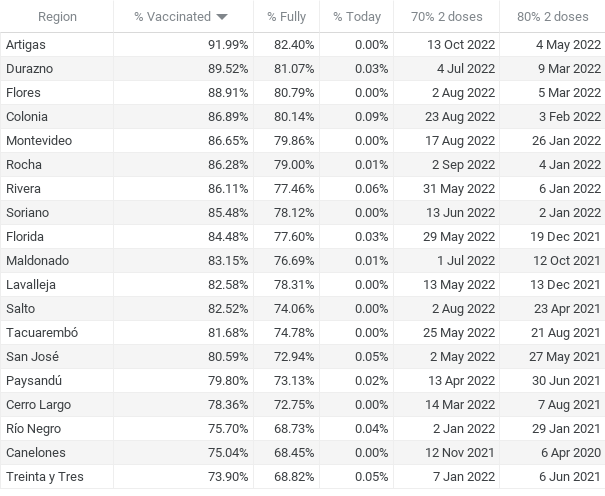 Region % Vaccinated % Fully % Today 70% 2 doses 80% 2 doses
Artigas 91.99% 82.40% 0.00% 13 Oct 2022 4 May 2022
Durazno 89.52% 81.07% 0.03% 4 Jul 2022 9 Mar 2022
Flores 88.91% 80.79% 0.00% 2 Aug 2022 5 Mar 2022
Colonia 86.89% 80.14% 0.09% 23 Aug 2022 3 Feb 2022
Montevideo 86.65% 79.86% 0.00% 17 Aug 2022 26 Jan 2022
Rocha 86.28% 79.00% 0.01% 2 Sep 2022 4 Jan 2022
Rivera 86.11% 77.46% 0.06% 31 May 2022 6 Jan 2022
Soriano 85.48% 78.12% 0.00% 13 Jun 2022 2 Jan 2022
Florida 84.48% 77.60% 0.03% 29 May 2022 19 Dec 2021
Maldonado 83.15% 76.69% 0.01% 1 Jul 2022 12 Oct 2021
Lavalleja 82.58% 78.31% 0.00% 13 May 2022 13 Dec 2021
Salto 82.52% 74.06% 0.00% 2 Aug 2022 23 Apr 2021
Tacuarembó 81.68% 74.78% 0.00% 25 May 2022 21 Aug 2021
San José 80.59% 72.94% 0.05% 2 May 2022 27 May 2021
Paysandú 79.80% 73.13% 0.02% 13 Apr 2022 30 Jun 2021
Cerro Largo 78.36% 72.75% 0.00% 14 Mar 2022 7 Aug 2021
Río Negro 75.70% 68.73% 0.04% 2 Jan 2022 29 Jan 2021
Canelones 75.04% 68.45% 0.00% 12 Nov 2021 6 Apr 2020
Treinta y Tres 73.90% 68.82% 0.05% 7 Jan 2022 6 Jun 2021